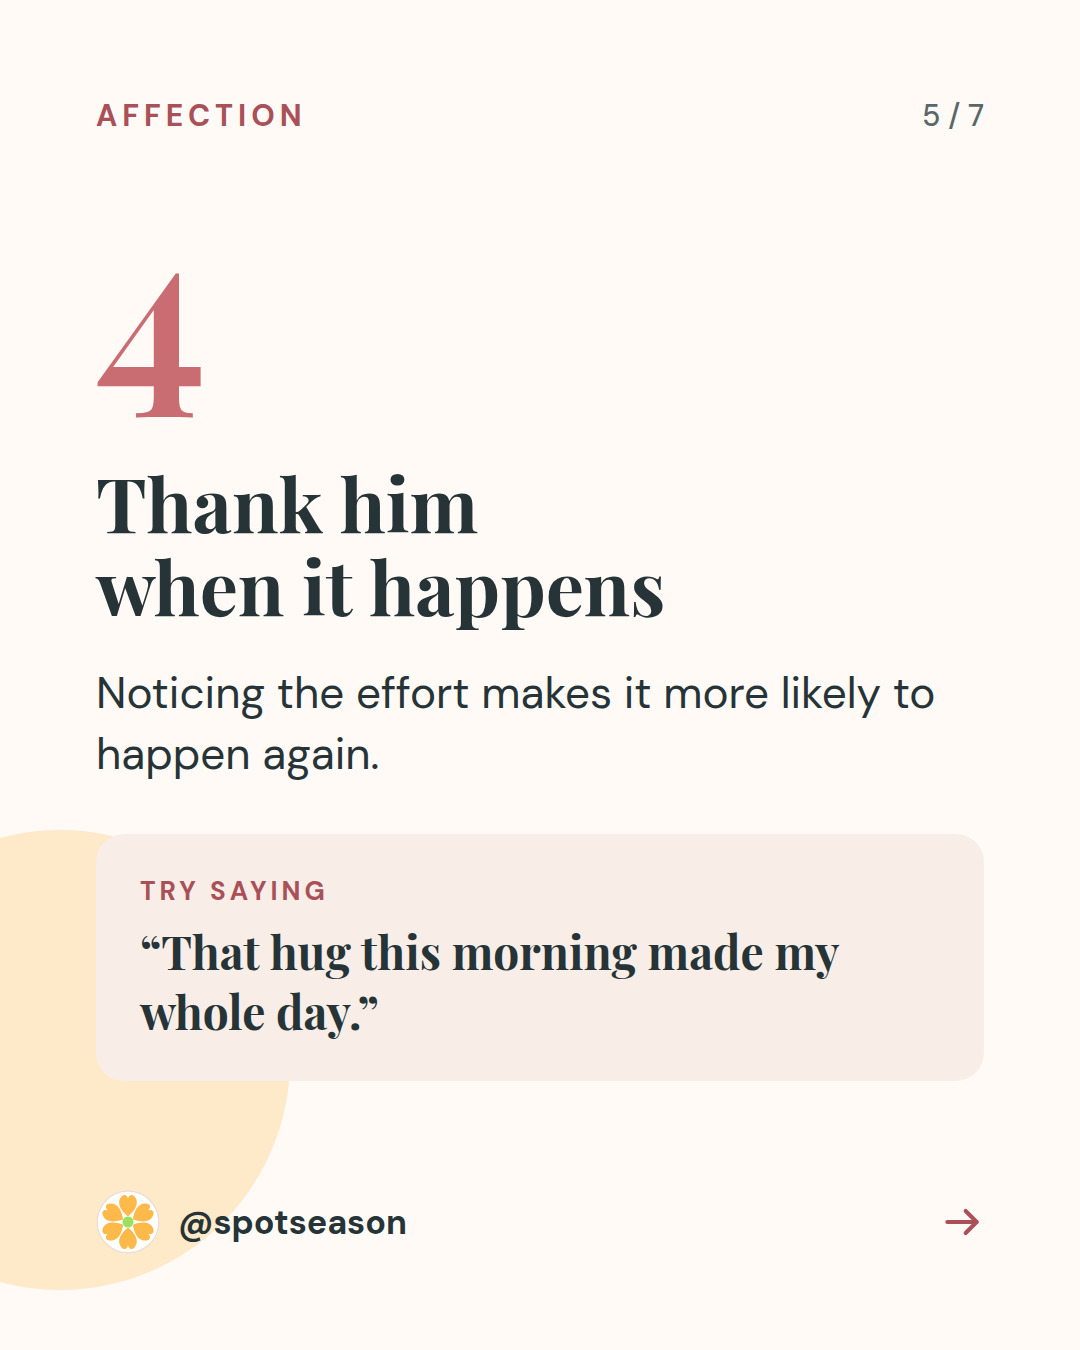 AFFECTION
5 / 7
4
Thank him
when it happens
Noticing the effort makes it more likely to
happen again.
TRY SAYING
“That hug this morning made my
whole day.”
@spotseason